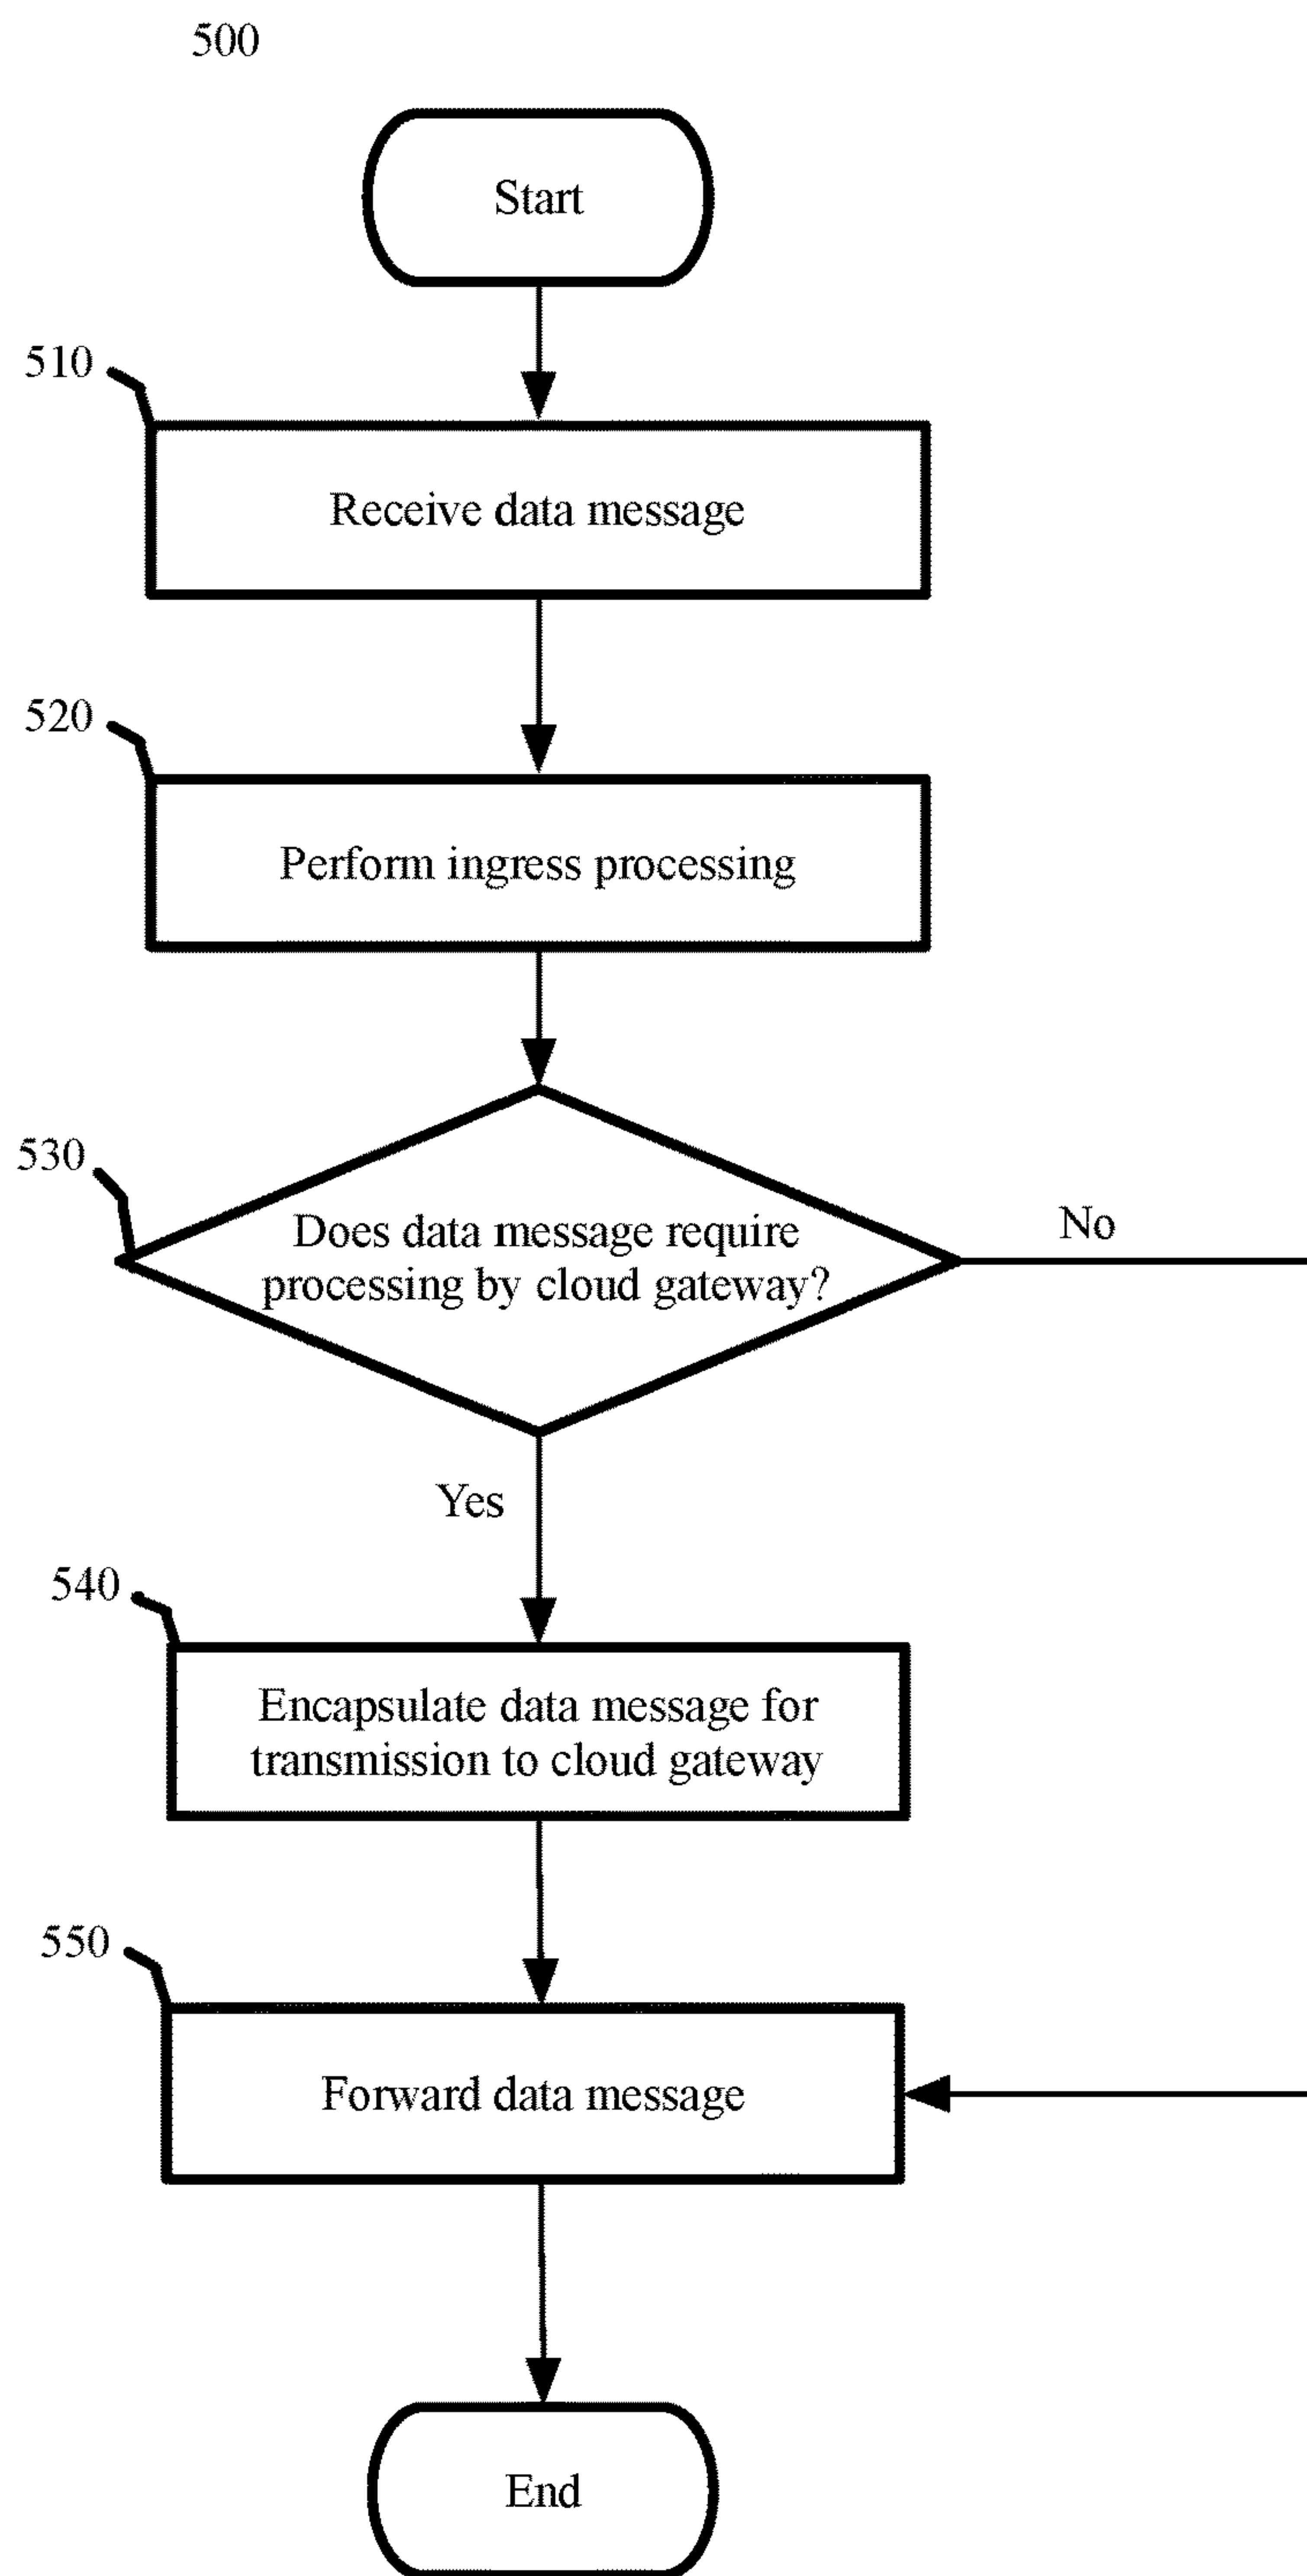 500
Start
510
Receive data message
520
Perform ingress processing
530
Does data message require
processing by cloud gateway?
No
Yes
540
Encapsulate data message for
transmission to cloud gateway
550
Forward data message
End